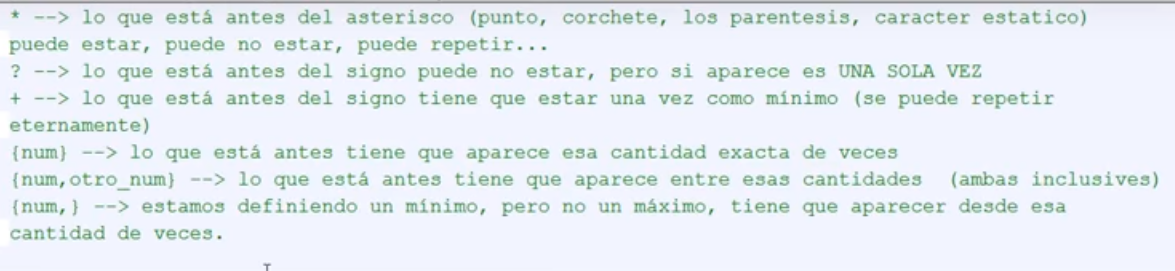 * --> lo que está antes del asterisco (punto, corchete, los parentesis, caracter estatico)
puede estar, puede no estar, puede repetir...
? --> lo que está antes del signo puede no estar, pero si aparece es UNA SOLA VEZ
+ --> lo que está antes del signo tiene que estar una vez como mínimo (se puede repetir
eternamente)
{num} --> lo que está antes tiene que aparece esa cantidad exacta de veces
{num,otro_num} --> lo que está antes tiene que aparece entre esas cantidades  (ambas inclusives)
{num,} --> estamos definiendo un mínimo, pero no un máximo, tiene que aparecer desde esa
cantidad de veces.